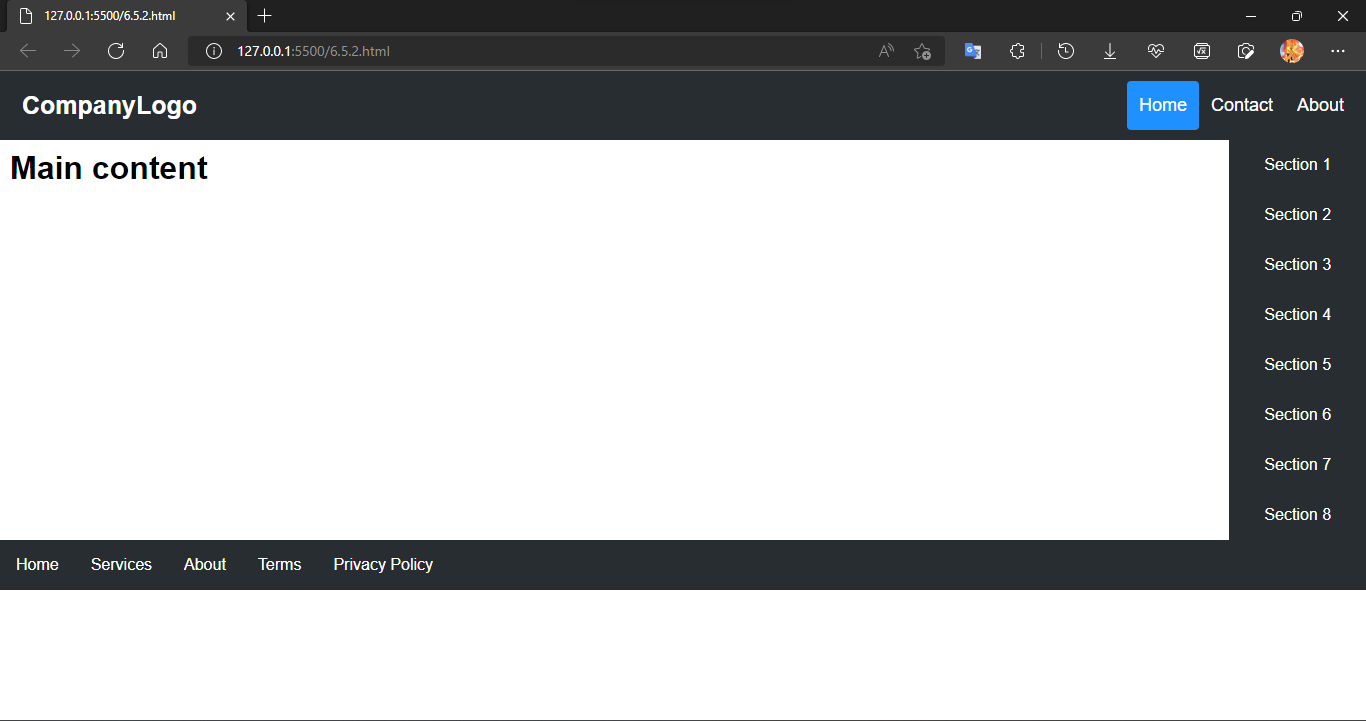 127.0.0.1:5500/6.5.2.html
127.0.0.1:5500/6.5.2.html
CompanyLogo
Home Contact About
Main content
Section 1
Section 2
Section 3
Section 4
Section 5
Section 6
Section 7
Section 8
Home Services About Terms Privacy Policy